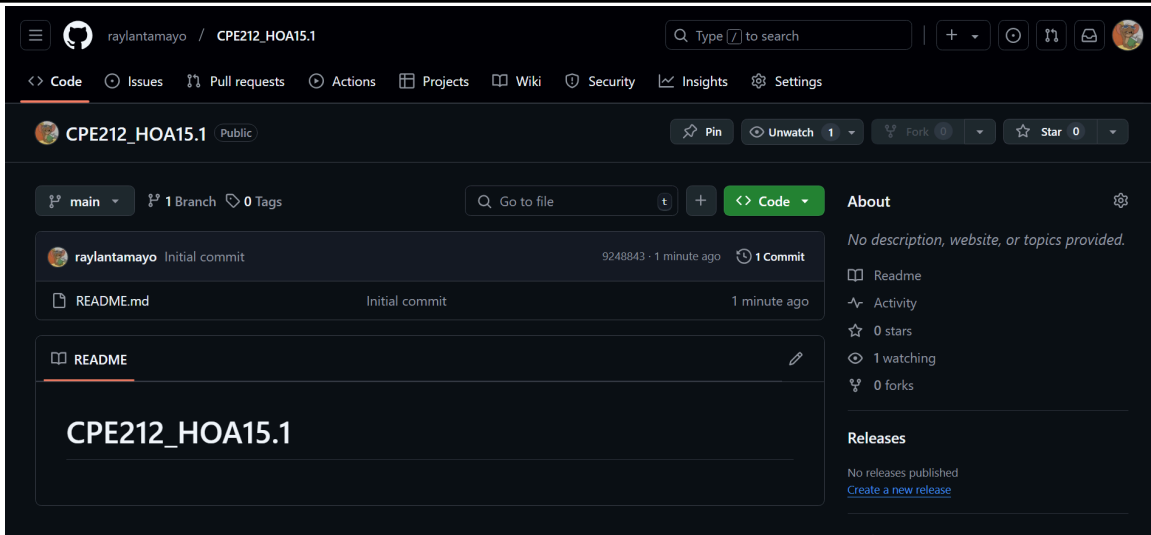 raylantamayo / CPE212_HOA15.1 Type / to search
Code Issues Pull requests Actions Projects Wiki Security Insights Settings
CPE212_HOA15.1 Public Pin Unwatch 1 Fork 0 Star 0
main 1 Branch 0 Tags Go to file t Code
About
No description, website, or topics provided.
raylantamayo Initial commit 9248843 · 1 minute ago 1 Commit
README.md Initial commit 1 minute ago
Readme
Activity
0 stars
1 watching
0 forks
README
CPE212_HOA15.1
Releases
No releases published
Create a new release